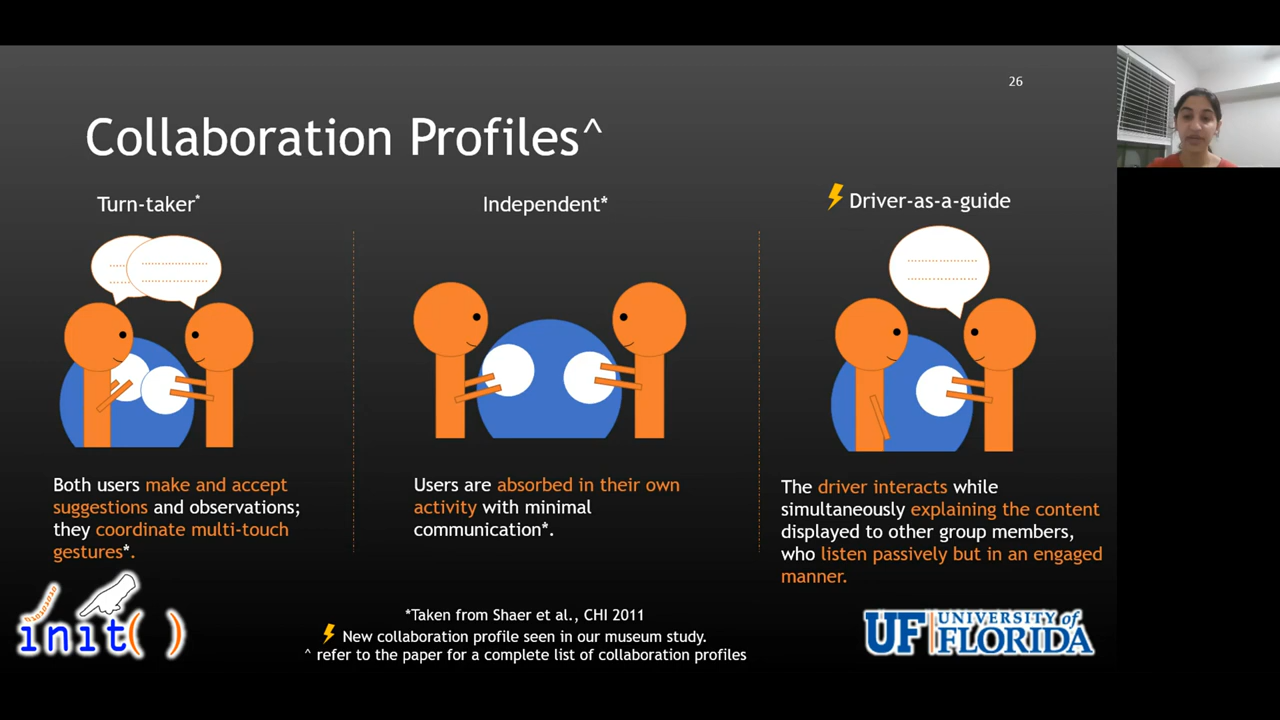 26
Collaboration Profiles^
Turn-taker*
Independent*
Driver-as-a-guide
Both users make and accept
suggestions and observations;
they coordinate multi-touch
gestures*.
Users are absorbed in their own
activity with minimal
communication*.
The driver interacts while
simultaneously explaining the content
displayed to other group members,
who listen passively but in an engaged
manner.
init( )
*Taken from Shaer et al., CHI 2011
New collaboration profile seen in our museum study.
^ refer to the paper for a complete list of collaboration profiles
UF UNIVERSITY of
FLORIDA